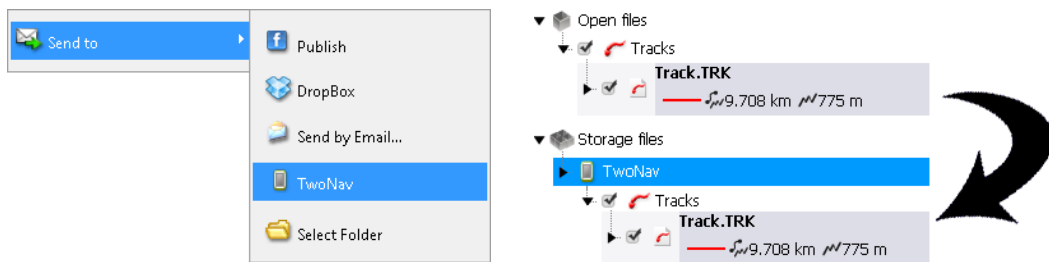 Send to
Publish
DropBox
Send by Email...
TwoNav
Select Folder
Open files
Tracks
Track.TRK
9.708 km 775 m
Storage files
TwoNav
Tracks
Track.TRK
9.708 km 775 m